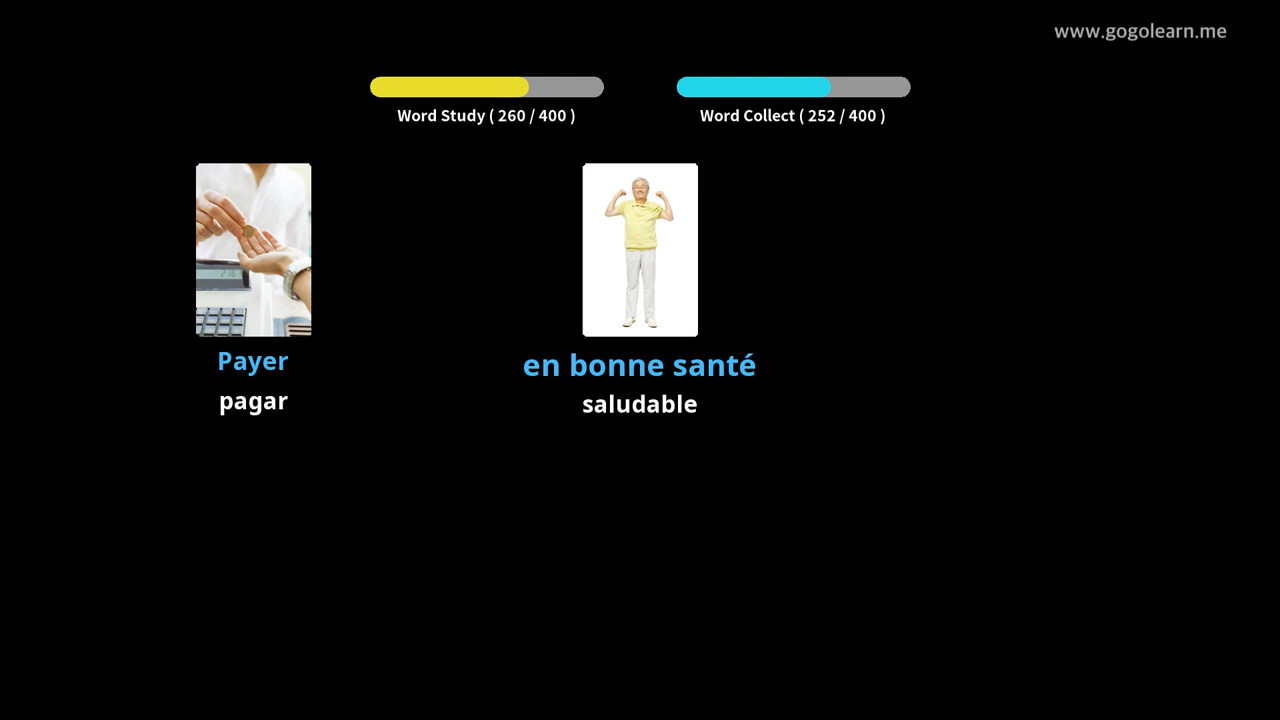 www.gogolearn.me
Word Study ( 260 / 400 )
Word Collect ( 252 / 400 )
Payer
pagar
en bonne santé
saludable